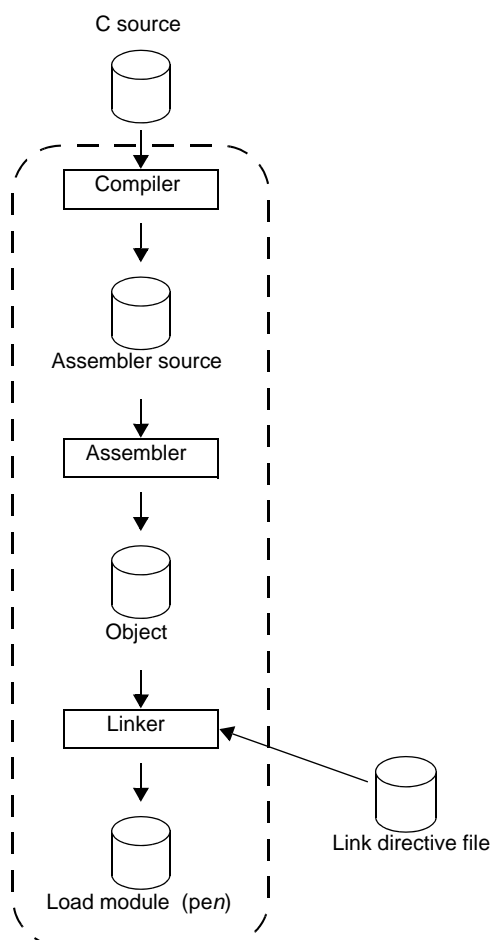 C source
Compiler
Assembler source
Assembler
Object
Linker
Link directive file
Load module (pen)